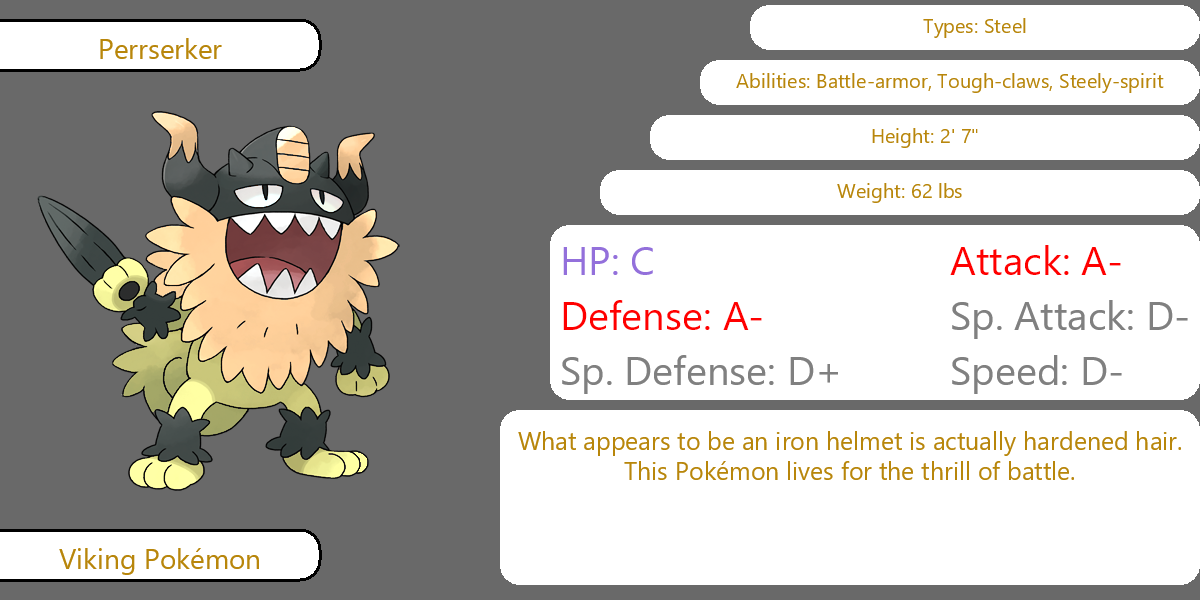 Perrserker
Types: Steel
Abilities: Battle-armor, Tough-claws, Steely-spirit
Height: 2' 7"
Weight: 62 lbs
HP: C
Attack: A-
Defense: A-
Sp. Attack: D-
Sp. Defense: D+
Speed: D-
What appears to be an iron helmet is actually hardened hair.
This Pokémon lives for the thrill of battle.
Viking Pokémon